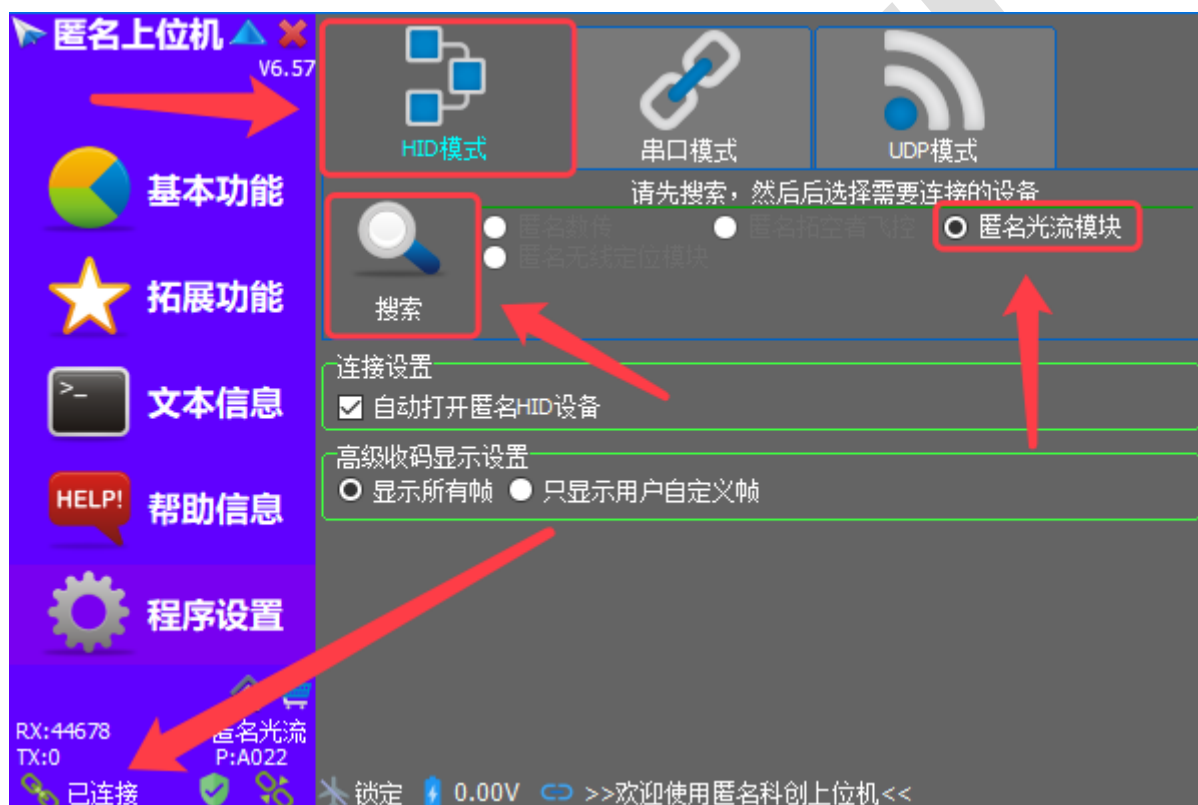 匿名上位机
V6.57
HID模式
串口模式
UDP模式
基本功能
请先搜索，然后后选择需要连接的设备
匿名数传
匿名拓空者飞控
匿名光流模块
匿名无线定位模块
搜索
拓展功能
连接设置
自动打开匿名HID设备
>_
文本信息
高级收码显示设置
显示所有帧
只显示用户自定义帧
HELP!
帮助信息
程序设置
RX:44678
匿名光流
TX:0
P:A022
已连接
锁定
0.00V
>>欢迎使用匿名科创上位机<<